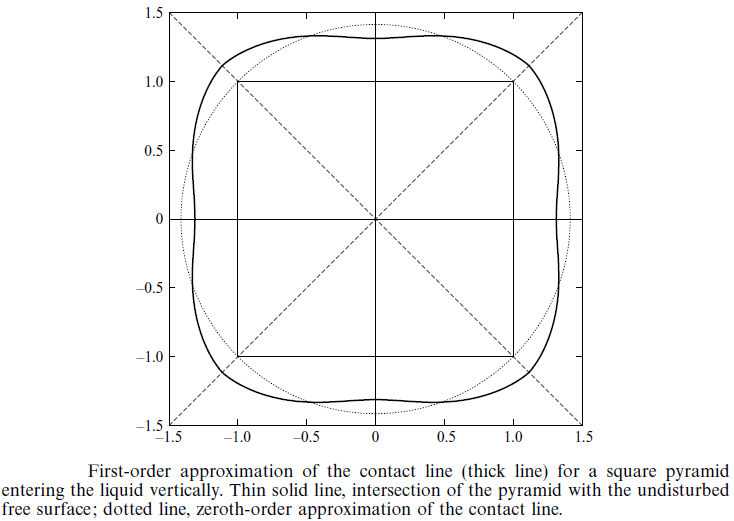 1.5
1.0
0.5
0
−0.5
−1.0
−1.5
−1.5 −1.0 −0.5 0 0.5 1.0 1.5
First-order approximation of the contact line (thick line) for a square pyramid
entering the liquid vertically. Thin solid line, intersection of the pyramid with the undisturbed
free surface; dotted line, zeroth-order approximation of the contact line.